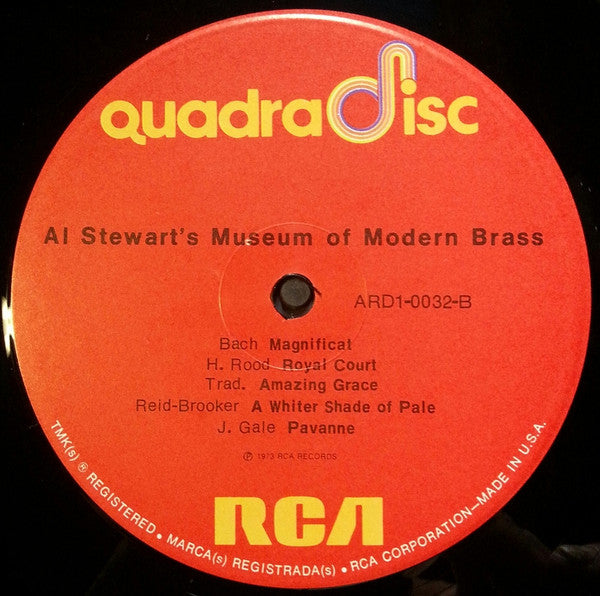 quadradisc
Al Stewart's Museum of Modern Brass
ARD1-0032-B
Bach Magnificat
H. Rood Royal Court
Trad. Amazing Grace
Reid-Brooker A Whiter Shade of Pale
J. Gale Pavanne
℗ 1973 RCA RECORDS
RCA
TMK(s) ® REGISTERED • MARCA(s) REGISTRADA(s) • RCA CORPORATION—MADE IN U.S.A.